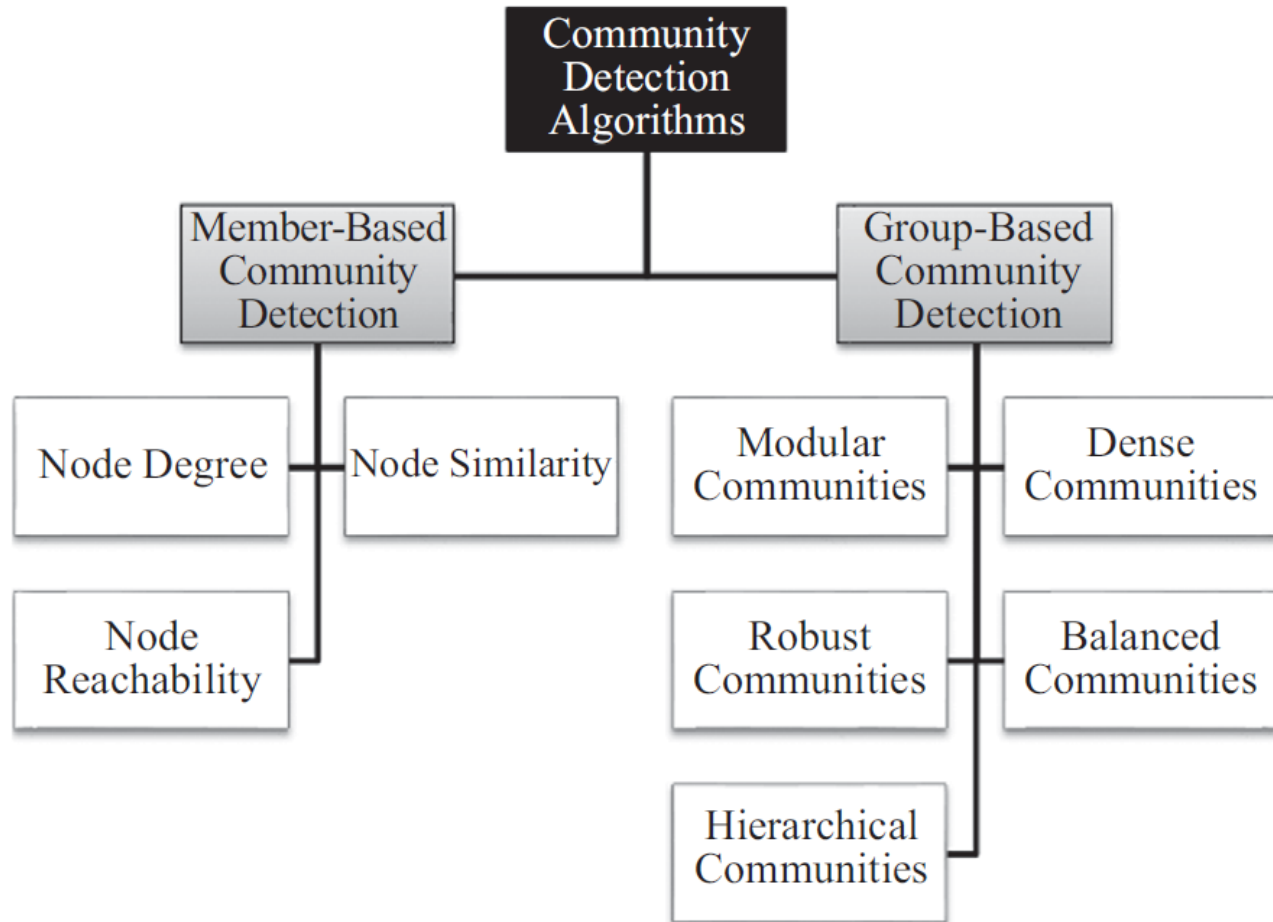 Community
Detection
Algorithms
Member-Based
Community
Detection
Group-Based
Community
Detection
Node Degree
Node Similarity
Node
Reachability
Modular
Communities
Dense
Communities
Robust
Communities
Balanced
Communities
Hierarchical
Communities